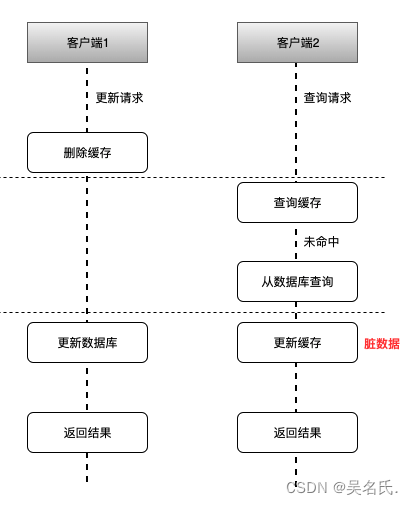 客户端1 客户端2
更新请求 查询请求
删除缓存
查询缓存
未命中
从数据库查询
更新数据库 更新缓存 脏数据
返回结果 返回结果
CSDN @吴名氏.